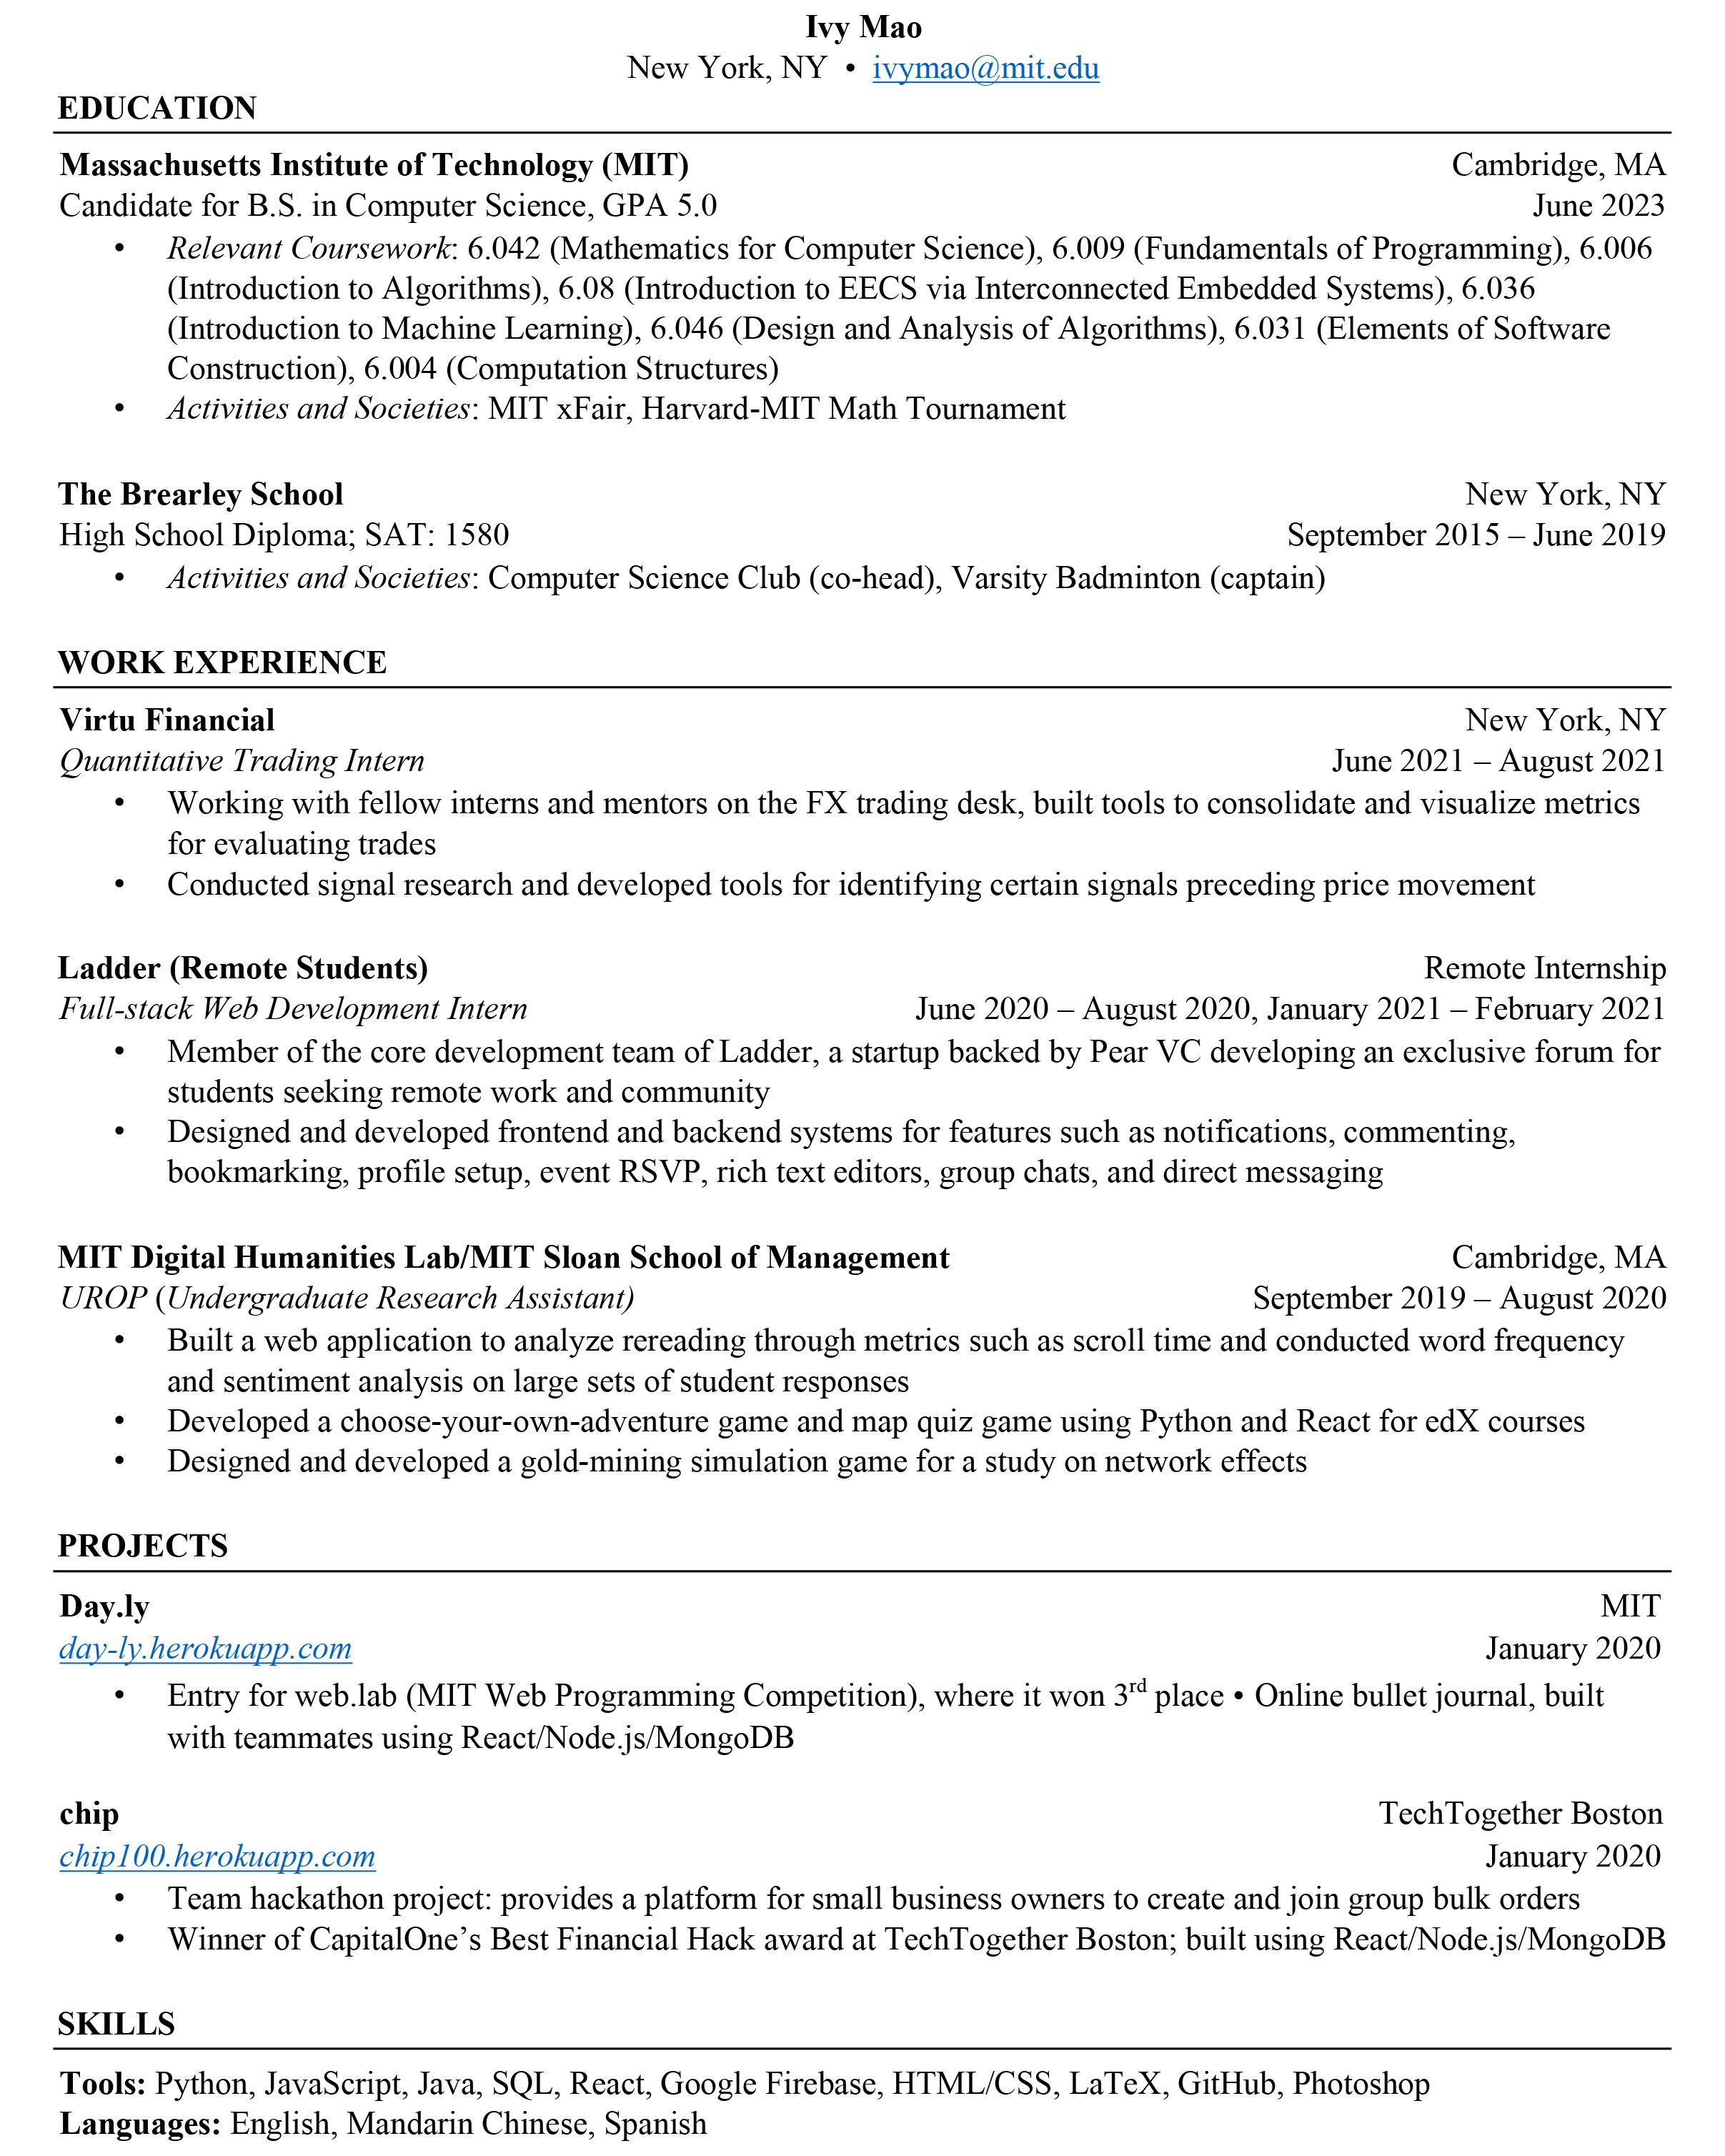 Ivy Mao
New York, NY • ivymao@mit.edu
EDUCATION
Massachusetts Institute of Technology (MIT) Cambridge, MA
Candidate for B.S. in Computer Science, GPA 5.0 June 2023
• Relevant Coursework: 6.042 (Mathematics for Computer Science), 6.009 (Fundamentals of Programming), 6.006
(Introduction to Algorithms), 6.08 (Introduction to EECS via Interconnected Embedded Systems), 6.036
(Introduction to Machine Learning), 6.046 (Design and Analysis of Algorithms), 6.031 (Elements of Software
Construction), 6.004 (Computation Structures)
• Activities and Societies: MIT xFair, Harvard-MIT Math Tournament
The Brearley School New York, NY
High School Diploma; SAT: 1580 September 2015 – June 2019
• Activities and Societies: Computer Science Club (co-head), Varsity Badminton (captain)
WORK EXPERIENCE
Virtu Financial New York, NY
Quantitative Trading Intern June 2021 – August 2021
• Working with fellow interns and mentors on the FX trading desk, built tools to consolidate and visualize metrics
for evaluating trades
• Conducted signal research and developed tools for identifying certain signals preceding price movement
Ladder (Remote Students) Remote Internship
Full-stack Web Development Intern June 2020 – August 2020, January 2021 – February 2021
• Member of the core development team of Ladder, a startup backed by Pear VC developing an exclusive forum for
students seeking remote work and community
• Designed and developed frontend and backend systems for features such as notifications, commenting,
bookmarking, profile setup, event RSVP, rich text editors, group chats, and direct messaging
MIT Digital Humanities Lab/MIT Sloan School of Management Cambridge, MA
UROP (Undergraduate Research Assistant) September 2019 – August 2020
• Built a web application to analyze rereading through metrics such as scroll time and conducted word frequency
and sentiment analysis on large sets of student responses
• Developed a choose-your-own-adventure game and map quiz game using Python and React for edX courses
• Designed and developed a gold-mining simulation game for a study on network effects
PROJECTS
Day.ly MIT
day-ly.herokuapp.com January 2020
• Entry for web.lab (MIT Web Programming Competition), where it won 3rd place • Online bullet journal, built
with teammates using React/Node.js/MongoDB
chip TechTogether Boston
chip100.herokuapp.com January 2020
• Team hackathon project: provides a platform for small business owners to create and join group bulk orders
• Winner of CapitalOne’s Best Financial Hack award at TechTogether Boston; built using React/Node.js/MongoDB
SKILLS
Tools: Python, JavaScript, Java, SQL, React, Google Firebase, HTML/CSS, LaTeX, GitHub, Photoshop
Languages: English, Mandarin Chinese, Spanish